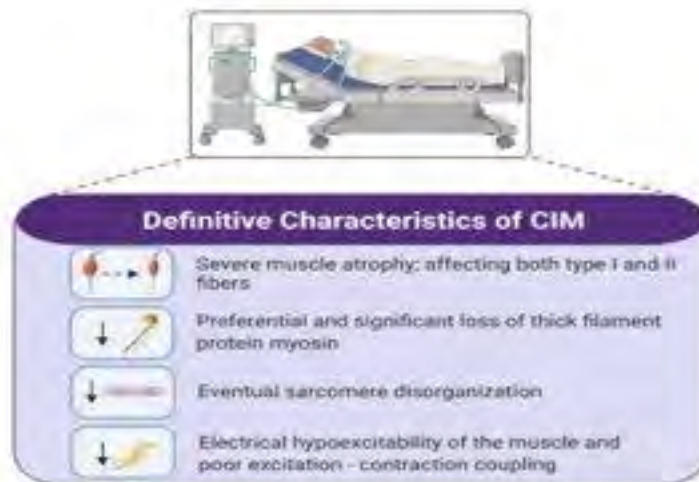 Definitive Characteristics of CIM
Severe muscle atrophy; affecting both type I and II
fibers
Preferential and significant loss of thick filament
protein myosin
Eventual sarcomere disorganization
Electrical hypoexcitability of the muscle and
poor excitation - contraction coupling